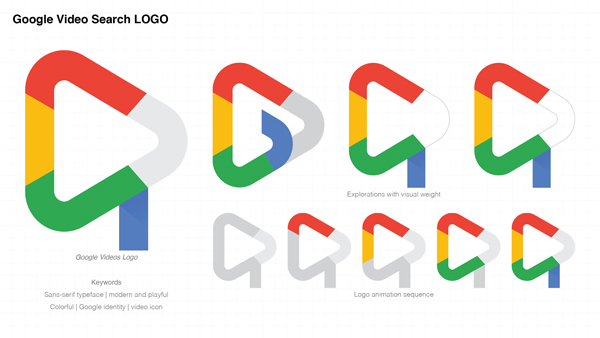 Google Video Search LOGO
Explorations with visual weight
Google Videos Logo
Keywords
Sans-serif typeface | modern and playful
Colorful | Google identity | video icon
Logo animation sequence